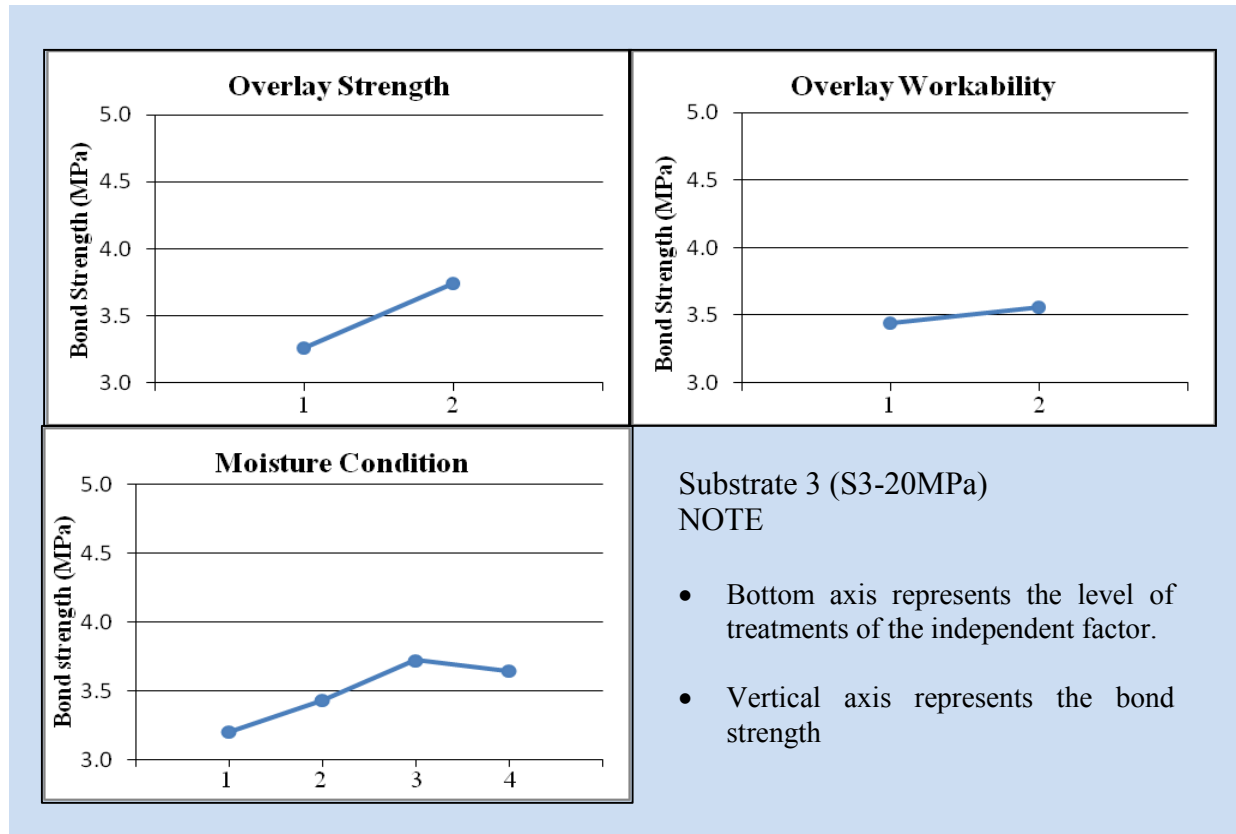 Overlay Strength
Bond Strength (MPa)
5.0
4.5
4.0
3.5
3.0
1 2
Overlay Workability
Bond Strength (MPa)
5.0
4.5
4.0
3.5
3.0
1 2
Moisture Condition
Bond strength (MPa)
5.0
4.5
4.0
3.5
3.0
1 2 3 4
Substrate 3 (S3-20MPa)
NOTE
• Bottom axis represents the level of
treatments of the independent factor.
• Vertical axis represents the bond
strength